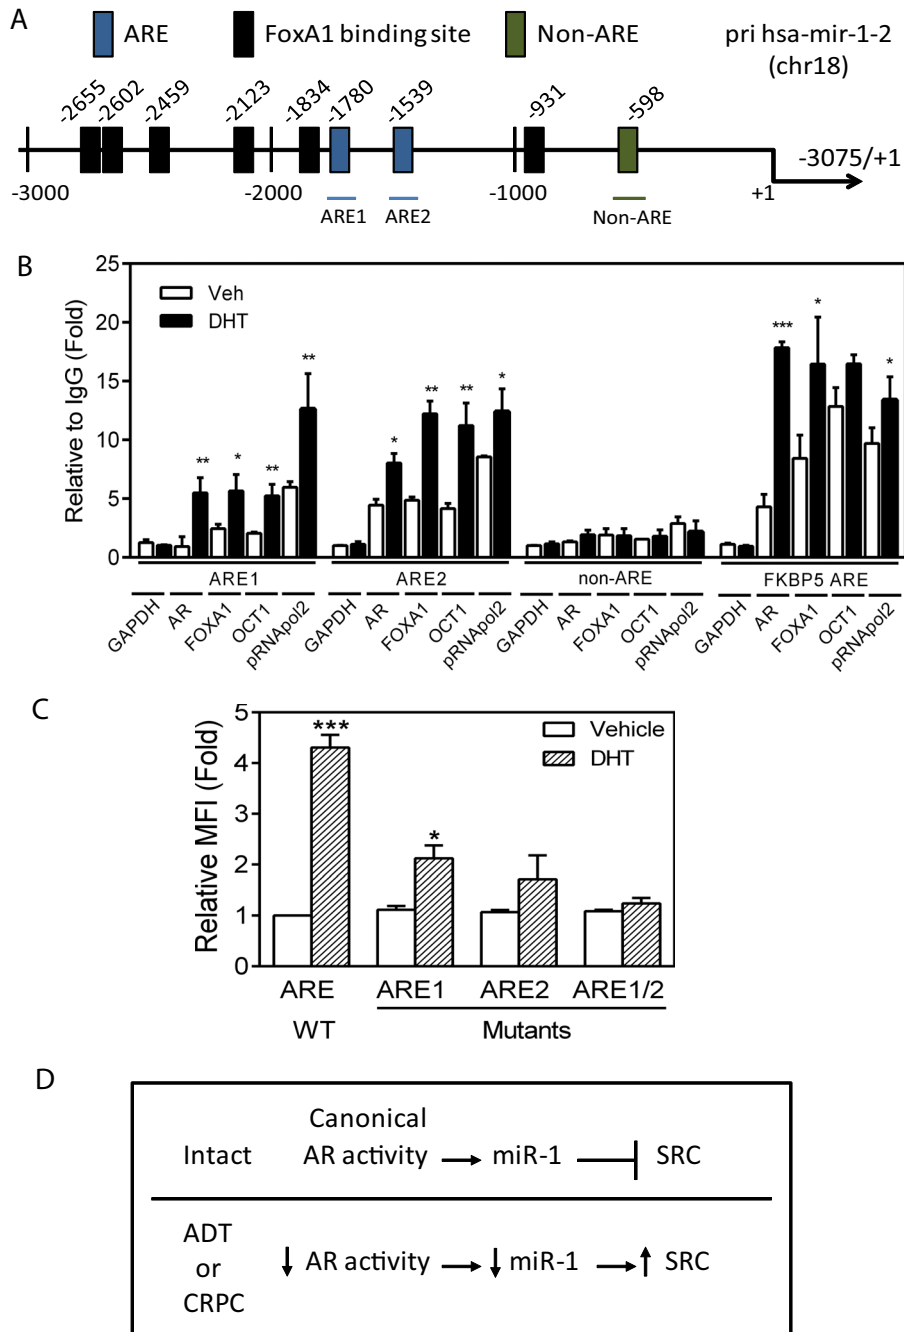 A
ARE
FoxA1 binding site
Non-ARE
pri hsa-mir-1-2
(chr18)
-2655
-2602
-2459
-2123
-1834
-1780
-1539
-931
-598
-3075/+1
-3000
-2000
-1000
+1
ARE1
ARE2
Non-ARE
B
Relative to IgG (Fold)
25
20
15
10
5
0
Veh
DHT
** * ** **
* ** ** *
*** * *
ARE1
ARE2
non-ARE
FKBP5 ARE
GAPDH AR FOXA1 OCT1 pRNApol2
GAPDH AR FOXA1 OCT1 pRNApol2
GAPDH AR FOXA1 OCT1 pRNApol2
GAPDH AR FOXA1 OCT1 pRNApol2
C
Relative MFI (Fold)
5
4
3
2
1
0
***
*
Vehicle
DHT
ARE ARE1 ARE2 ARE1/2
WT Mutants
D
Canonical
Intact AR activity miR-1 SRC
ADT
or
CRPC
AR activity miR-1 SRC